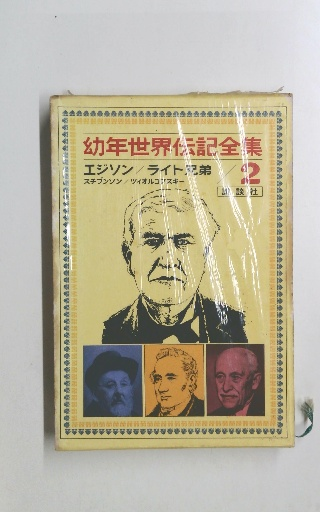 幼年世界伝記全集
エジソン/ライト兄弟/2
スチブンソン/ツィオルコフスキー
講談社